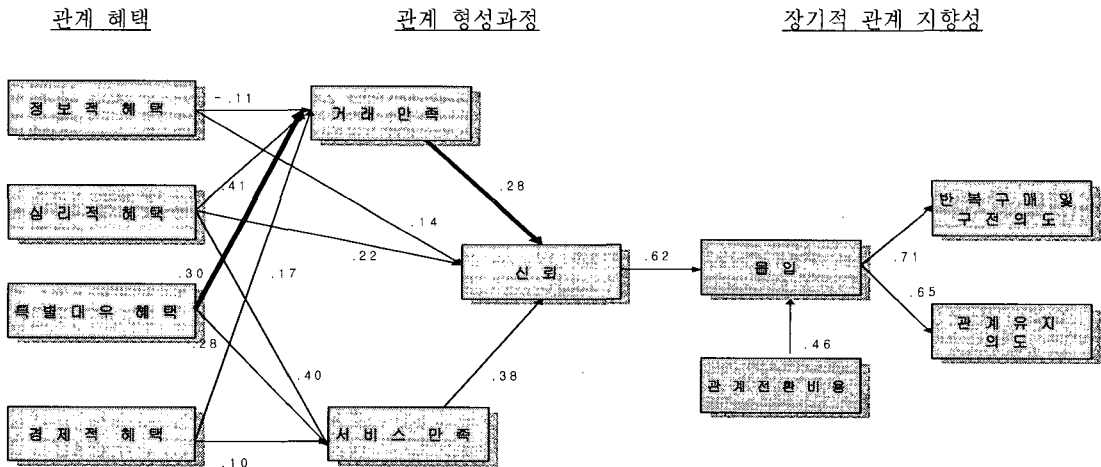 관계 혜택
관계 형성과정
장기적 관계 지향성
정보적 혜택
-.11
거래 만족
심리적 혜택
.41
.28
반복구매 및
구전의도
.14
.22
신뢰
.62
몰입
.71
.30
.17
특별대우 혜택
.65
관계유지
의도
.28
.40
.38
.46
관계전환비용
경제적 혜택
서비스 만족
.10